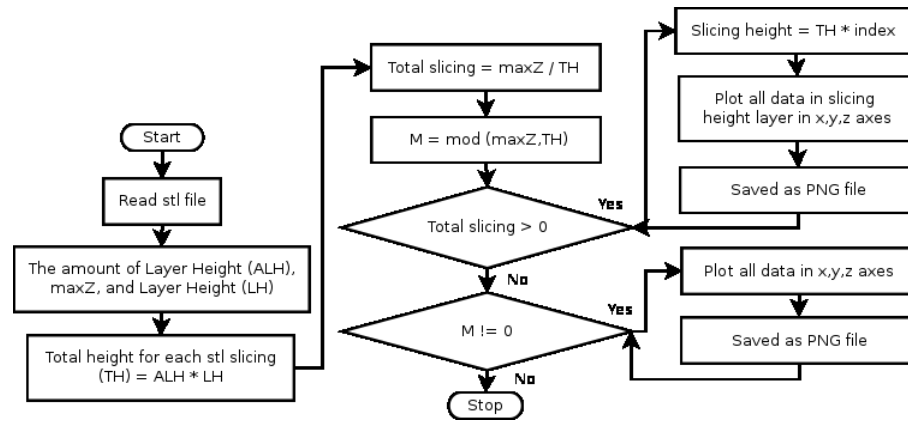 Start
Read stl file
The amount of Layer Height (ALH),
maxZ, and Layer Height (LH)
Total height for each stl slicing
(TH) = ALH * LH
Total slicing = maxZ / TH
M = mod (maxZ,TH)
Total slicing > 0
Yes
No
Slicing height = TH * index
Plot all data in slicing
height layer in x,y,z axes
Saved as PNG file
M != 0
Yes
No
Plot all data in x,y,z axes
Saved as PNG file
Stop